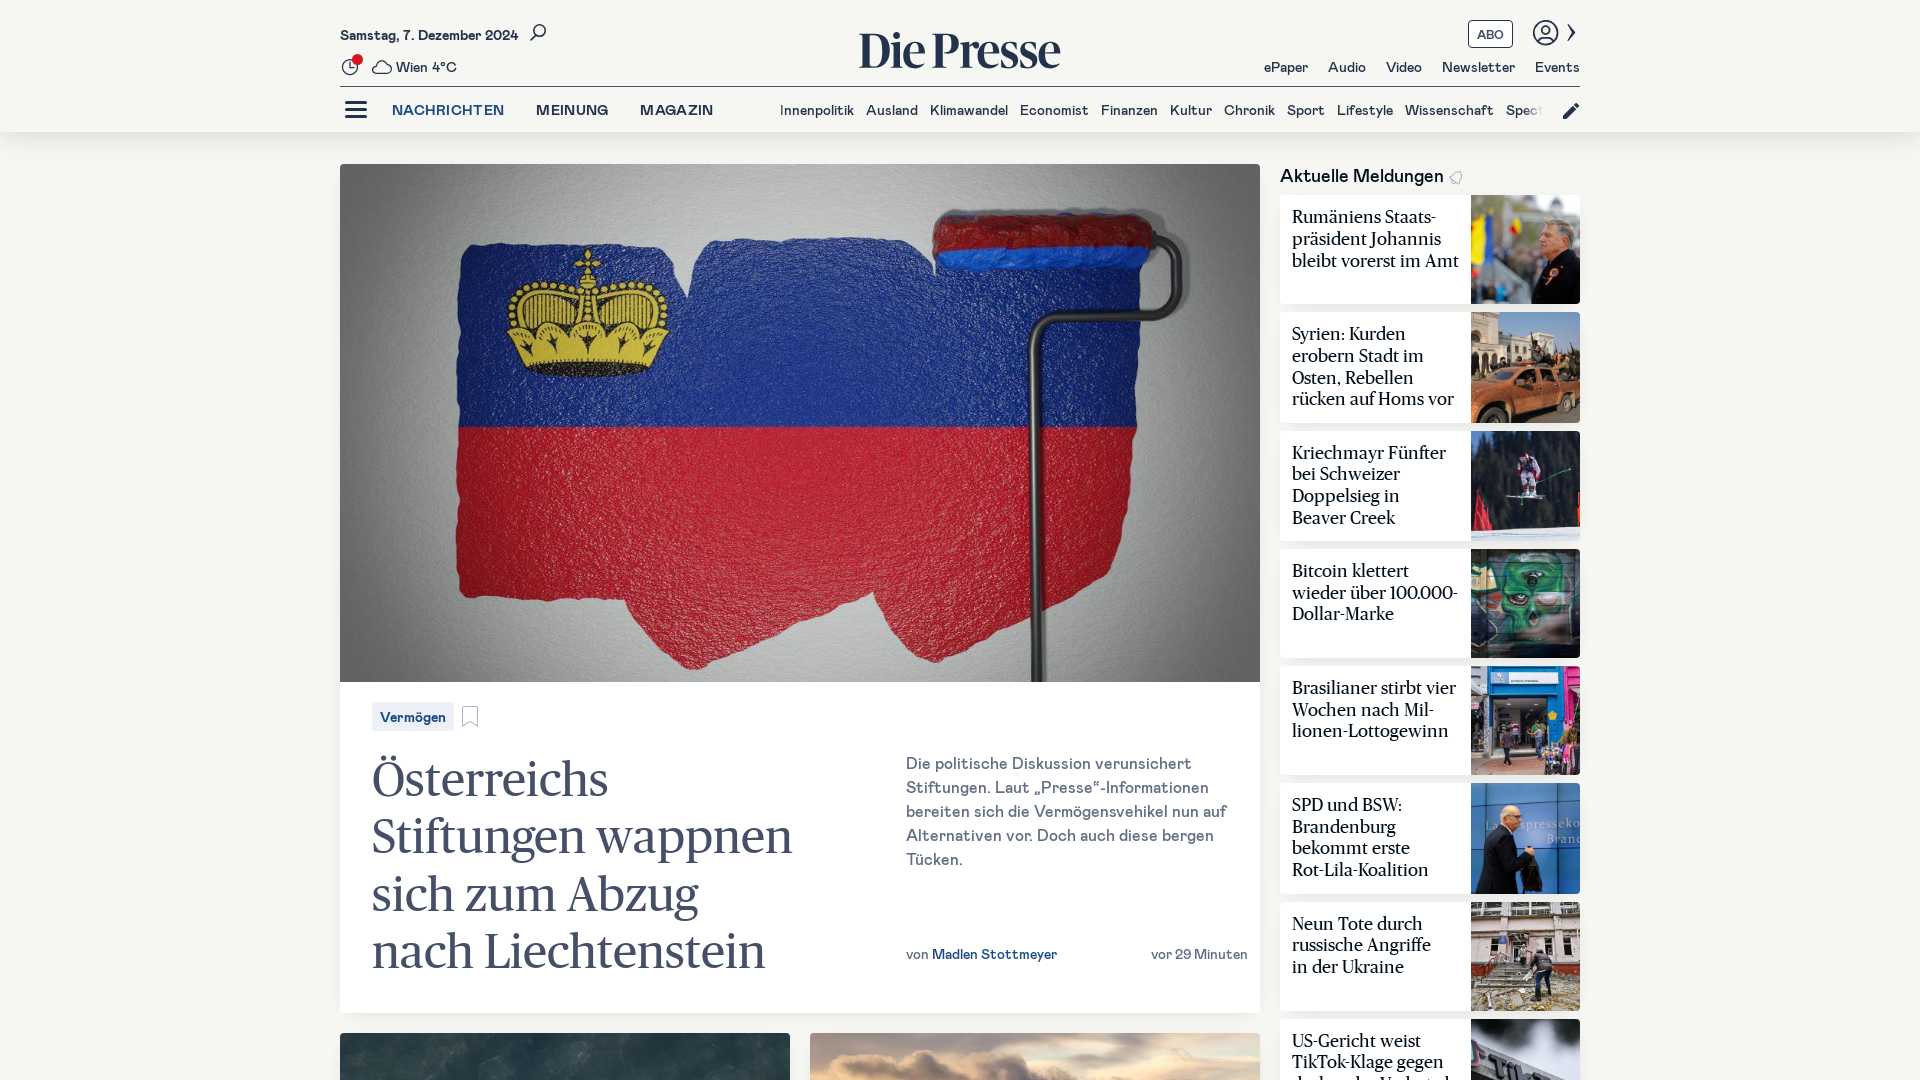 Samstag, 7. Dezember 2024
Wien 4°C
Die Presse
ABO
ePaper Audio Video Newsletter Events
NACHRICHTEN MEINUNG MAGAZIN
Innenpolitik Ausland Klimawandel Economist Finanzen Kultur Chronik Sport Lifestyle Wissenschaft Spect
Vermögen
Österreichs
Stiftungen wappnen
sich zum Abzug
nach Liechtenstein
Die politische Diskussion verunsichert
Stiftungen. Laut „Presse“-Informationen
bereiten sich die Vermögensvehikel nun auf
Alternativen vor. Doch auch diese bergen
Tücken.
von Madlen Stottmeyer
vor 29 Minuten
Aktuelle Meldungen
Rumäniens Staats-
präsident Johannis
bleibt vorerst im Amt
Syrien: Kurden
erobern Stadt im
Osten, Rebellen
rücken auf Homs vor
Kriechmayr Fünfter
bei Schweizer
Doppelsieg in
Beaver Creek
Bitcoin klettert
wieder über 100.000-
Dollar-Marke
Brasilianer stirbt vier
Wochen nach Mil-
lionen-Lottogewinn
SPD und BSW:
Brandenburg
bekommt erste
Rot-Lila-Koalition
Neun Tote durch
russische Angriffe
in der Ukraine
US-Gericht weist
TikTok-Klage gegen